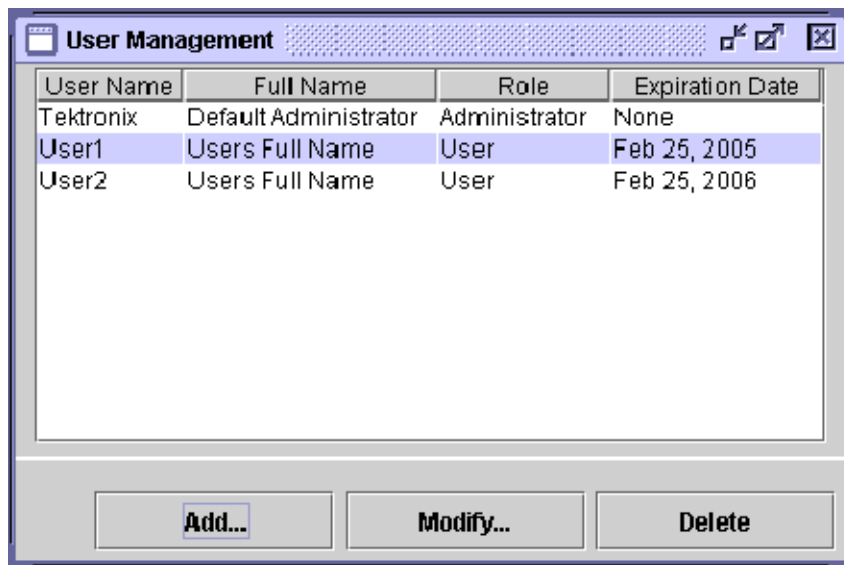 User Management
User Name Full Name Role Expiration Date
Tektronix Default Administrator Administrator None
User1 Users Full Name User Feb 25, 2005
User2 Users Full Name User Feb 25, 2006
Add... Modify... Delete